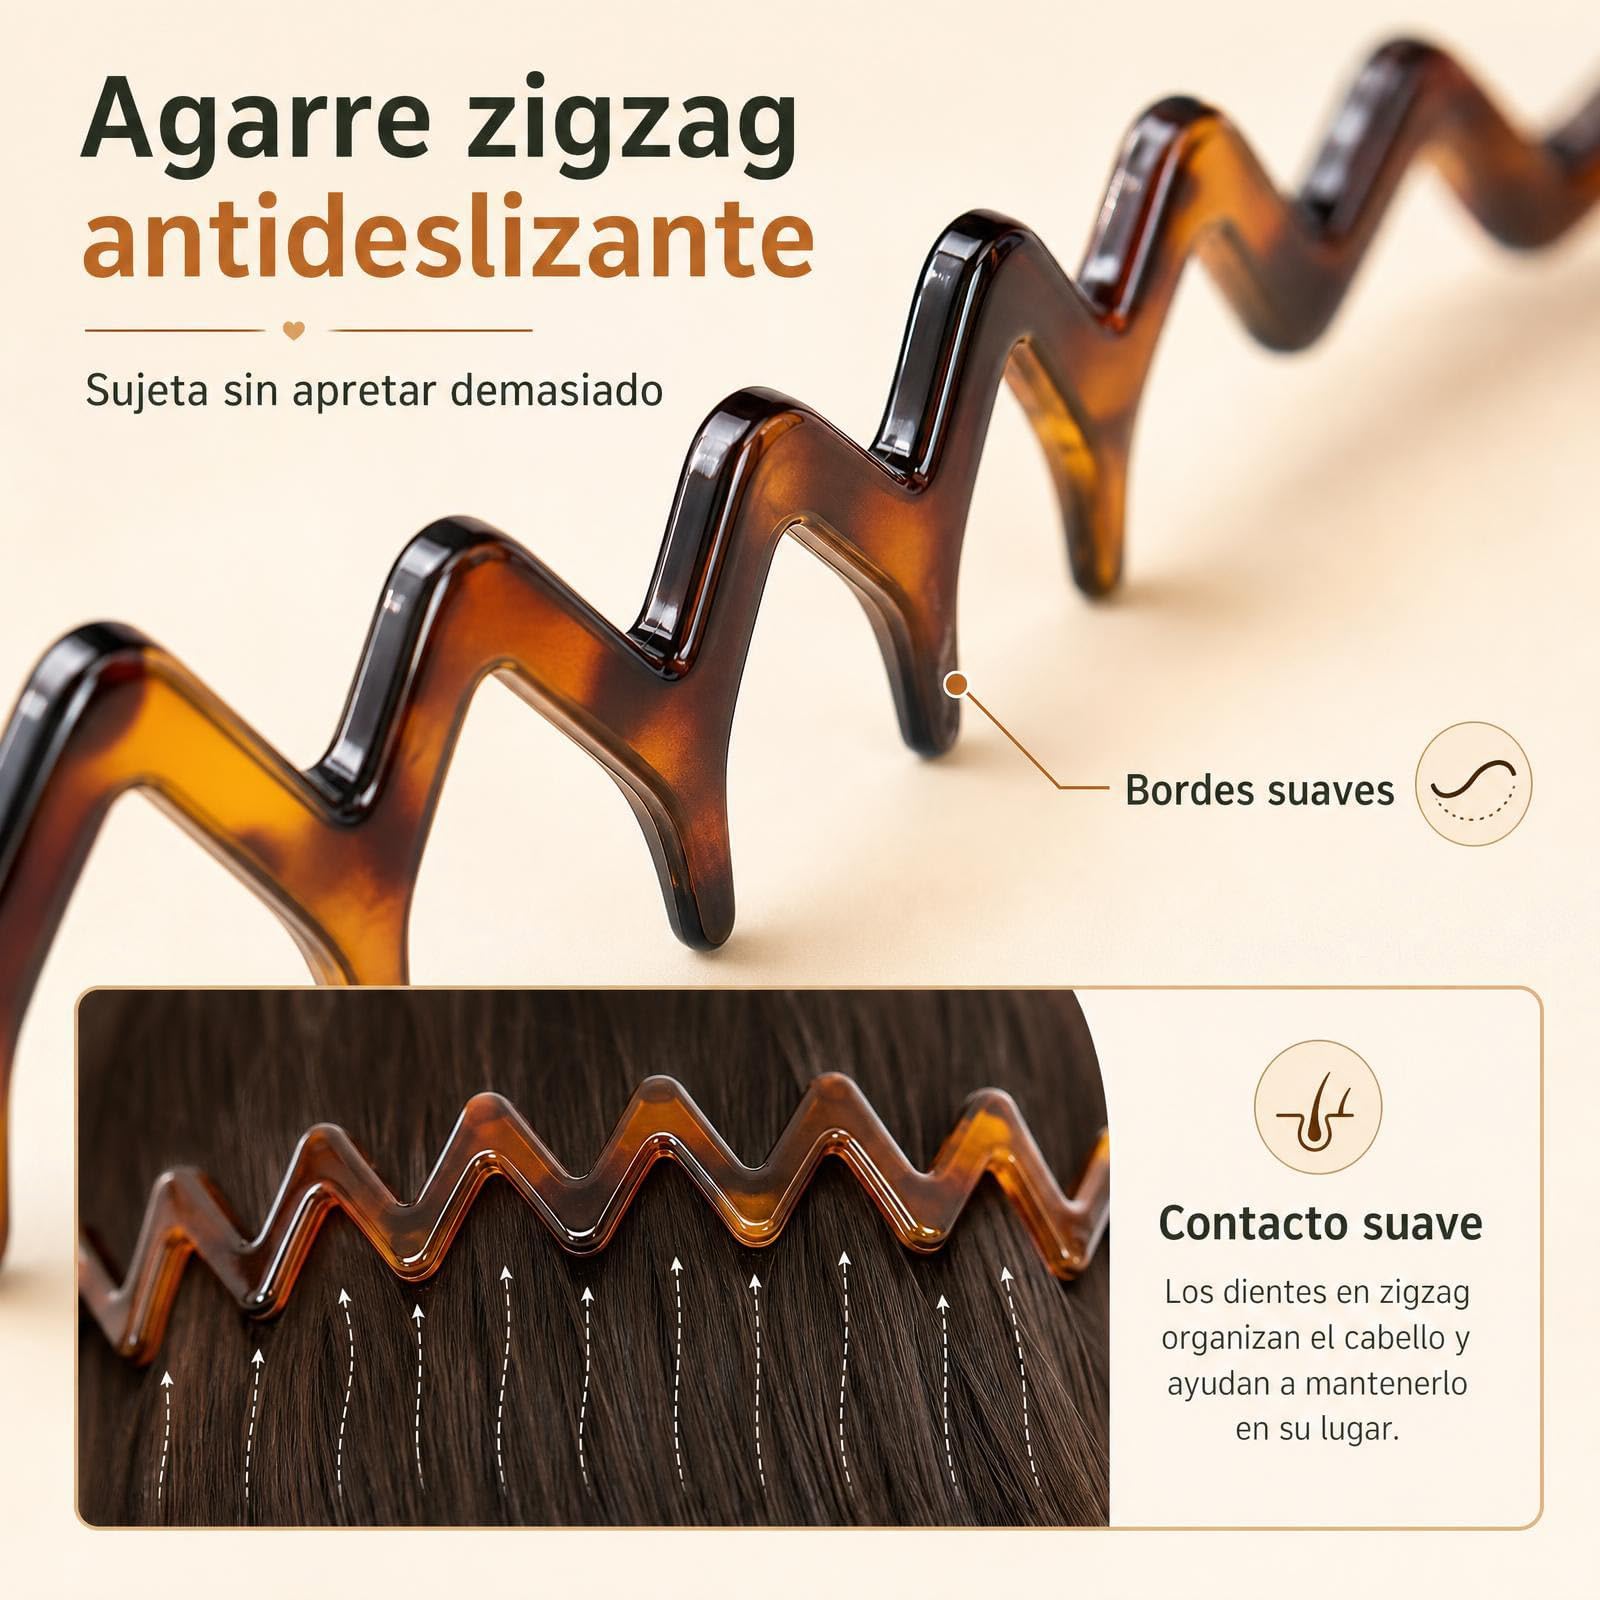 Agarre zigzag
antideslizante
Sujeta sin apretar demasiado
Bordes suaves
Contacto suave
Los dientes en zigzag
organizan el cabello y
ayudan a mantenerlo
en su lugar.